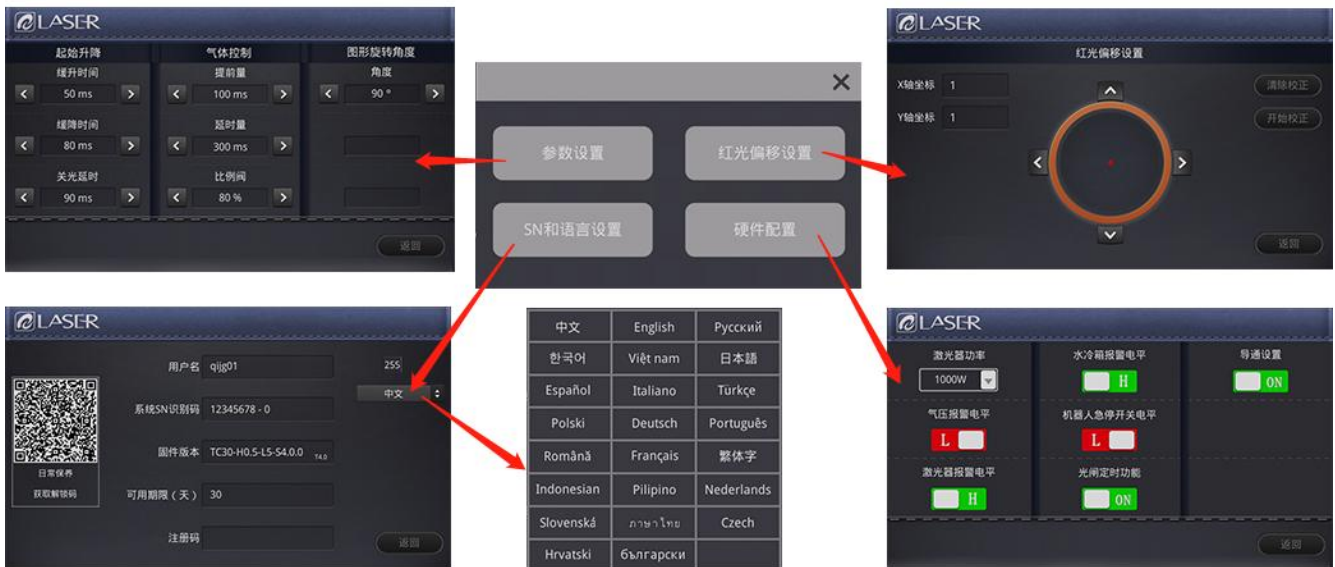 LASER
起始升降 气体控制 图形旋转角度
缓升时间 提前量 角度
50 ms 100 ms 90 °
缓降时间 延时量
80 ms 300 ms
关光延时 比例阀
90 ms 80 %
返回
参数设置 红光偏移设置
SN和语言设置 硬件配置
LASER
红光偏移设置
X轴坐标 1 清除校正
Y轴坐标 1 开始校正
返回
LASER
用户名 qijg01 255
中文
系统SN识别码 12345678 - 0
固件版本 TC30-H0.5-L5-S4.0.0 T4.0
日常保养
获取解锁码
可用期限（天） 30
注册码
返回
中文 English Русский
한국어 Việt nam 日本語
Español Italiano Türkçe
Polski Deutsch Português
Română Français 繁体字
Indonesian Pilipino Nederlands
Slovenská ภาษาไทย Czech
Hrvatski български
LASER
激光器功率 水冷箱报警电平 导通设置
1000W H ON
气压报警电平 机器人急停开关电平
L L
激光器报警电平 光闸定时功能
H ON
返回